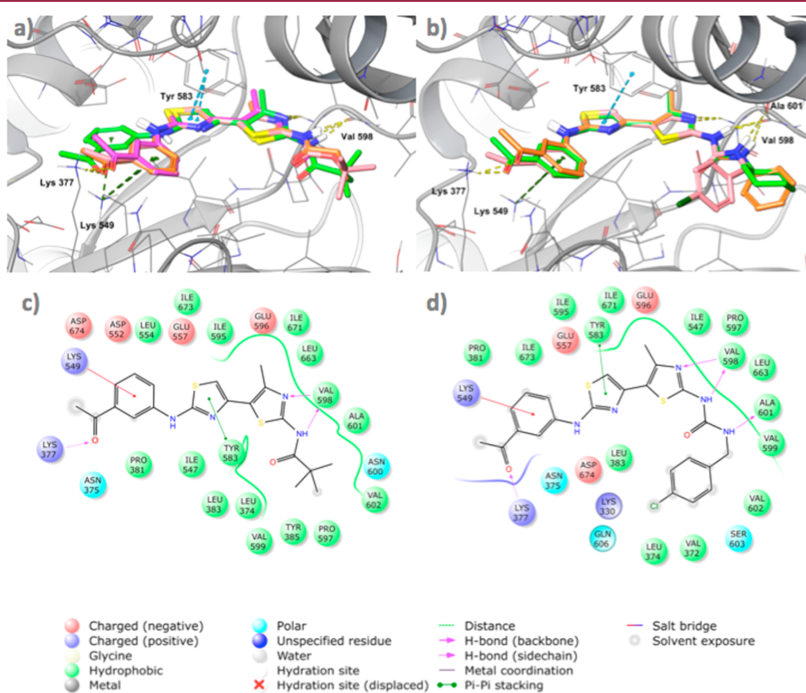 a)
Tyr 583
Val 598
Lys 377
Lys 549
b)
Tyr 583
Ala 601
Val 598
Lys 377
Lys 549
c)
ILE 673
ASP 674
ASP 552
LEU 554
GLU 557
ILE 595
GLU 596
ILE 671
LEU 663
LYS 549
VAL 598
ALA 601
LYS 377
ASN 375
PRO 381
ILE 547
TYR 583
ASN 600
VAL 602
LEU 383
LEU 374
VAL 599
TYR 385
PRO 597
S
N
N
H
O
S
N
NH
O
d)
ILE 595
ILE 671
GLU 596
TYR 583
GLU 557
ILE 547
PRO 597
PRO 381
ILE 673
VAL 598
LEU 663
LYS 549
ALA 601
VAL 599
ASN 375
ASP 674
LEU 383
LYS 377
LYS 330
GLN 606
LEU 374
VAL 372
SER 603
VAL 602
S
N
N
H
O
S
N
NH
O
NH
Cl
Charged (negative)
Charged (positive)
Glycine
Hydrophobic
Metal
Polar
Unspecified residue
Water
Hydration site
Hydration site (displaced)
Distance
H-bond (backbone)
H-bond (sidechain)
Metal coordination
Pi-Pi stacking
Salt bridge
Solvent exposure